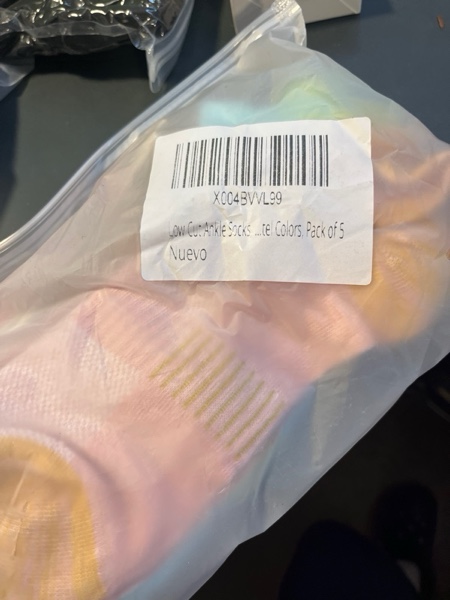 X004BVVL99
Low Cut Ankle Socks ...tel Colors, Pack of 5
Nuevo